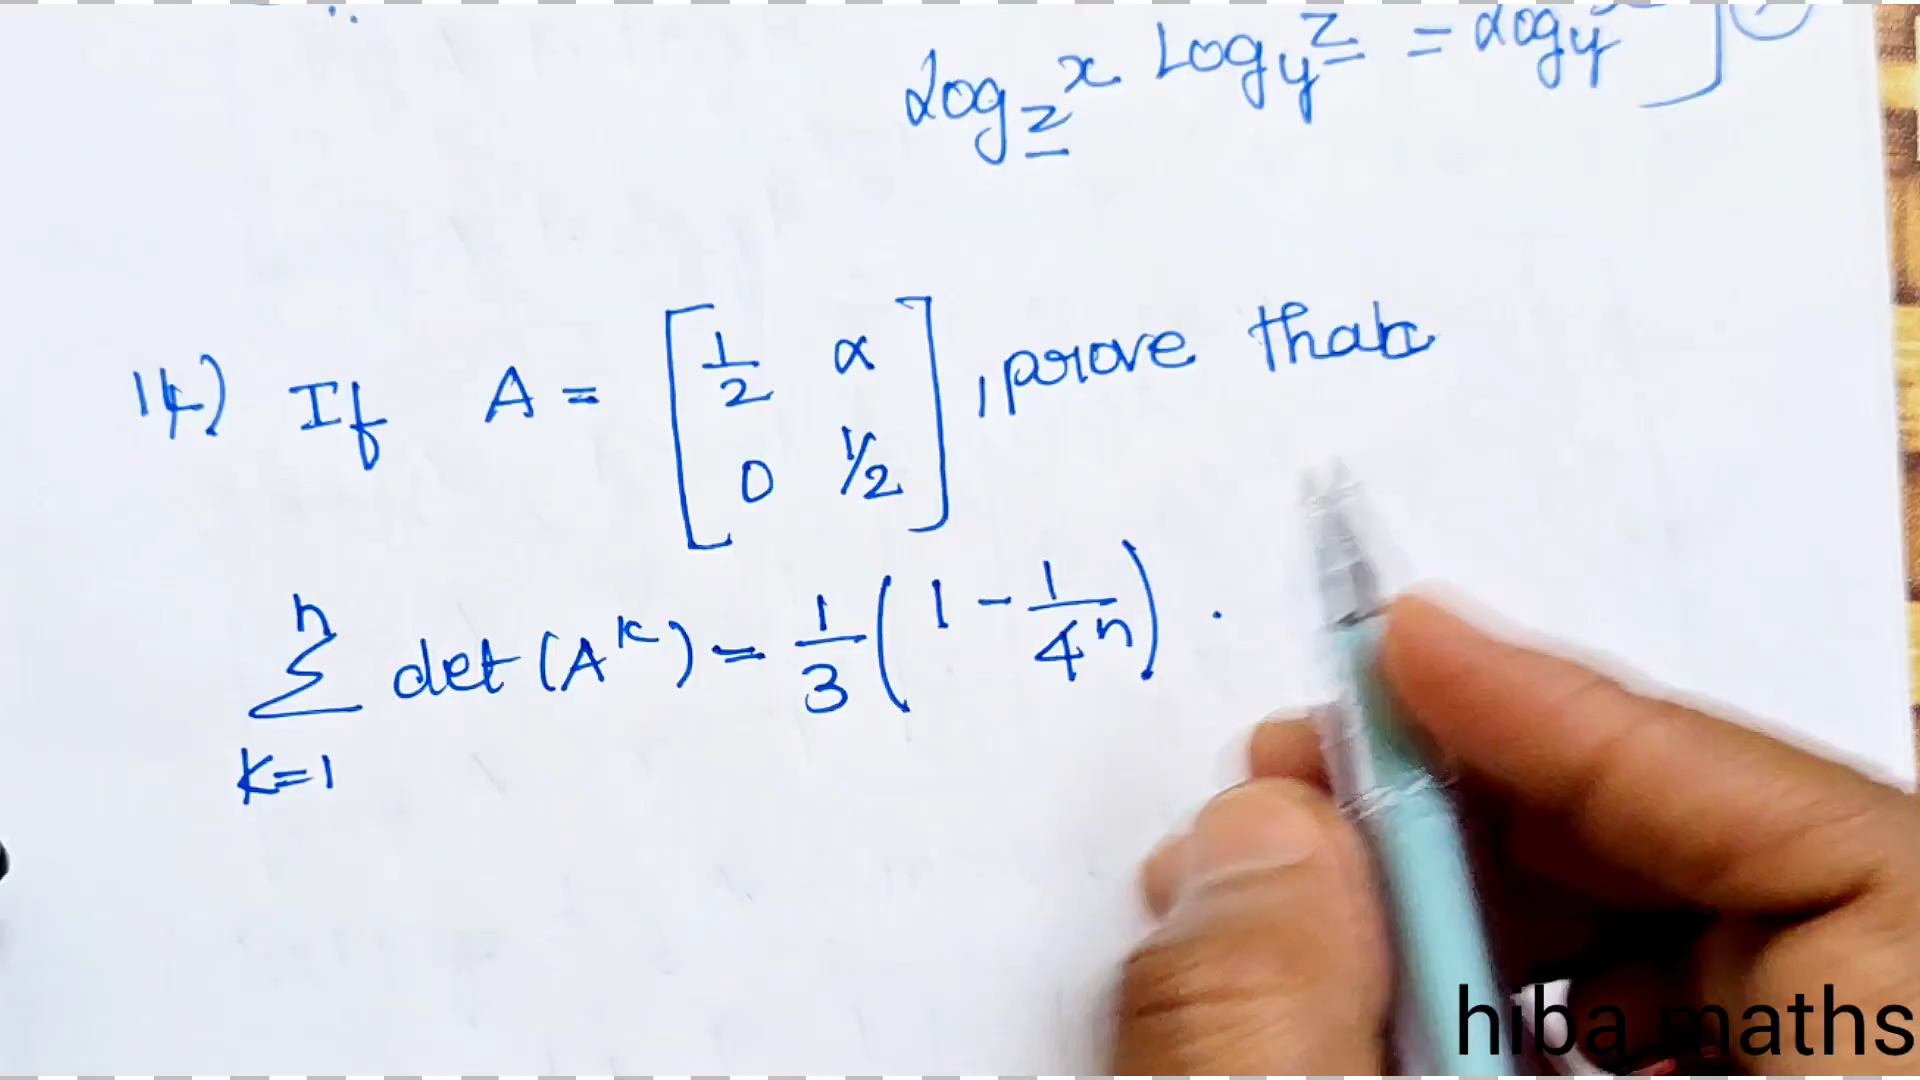 log_z x log_y z = log_y
14) If A = [1/2 α
0 1/2], prove that
n
Σ det (A^k) = 1/3 (1 - 1/4^n).
k=1
hiba maths